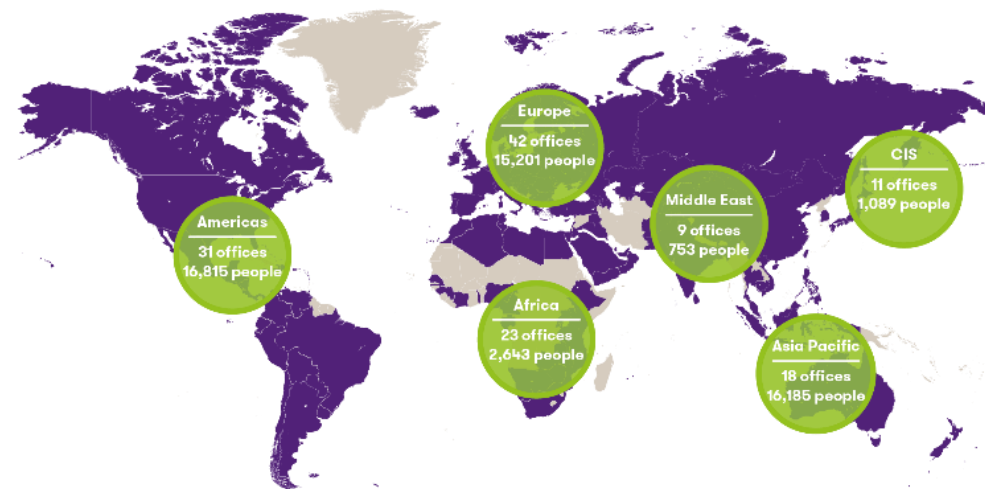 Europe
42 offices
15,201 people
CIS
11 offices
1,089 people
Middle East
9 offices
753 people
Americas
31 offices
16,815 people
Africa
23 offices
2,643 people
Asia Pacific
18 offices
16,185 people